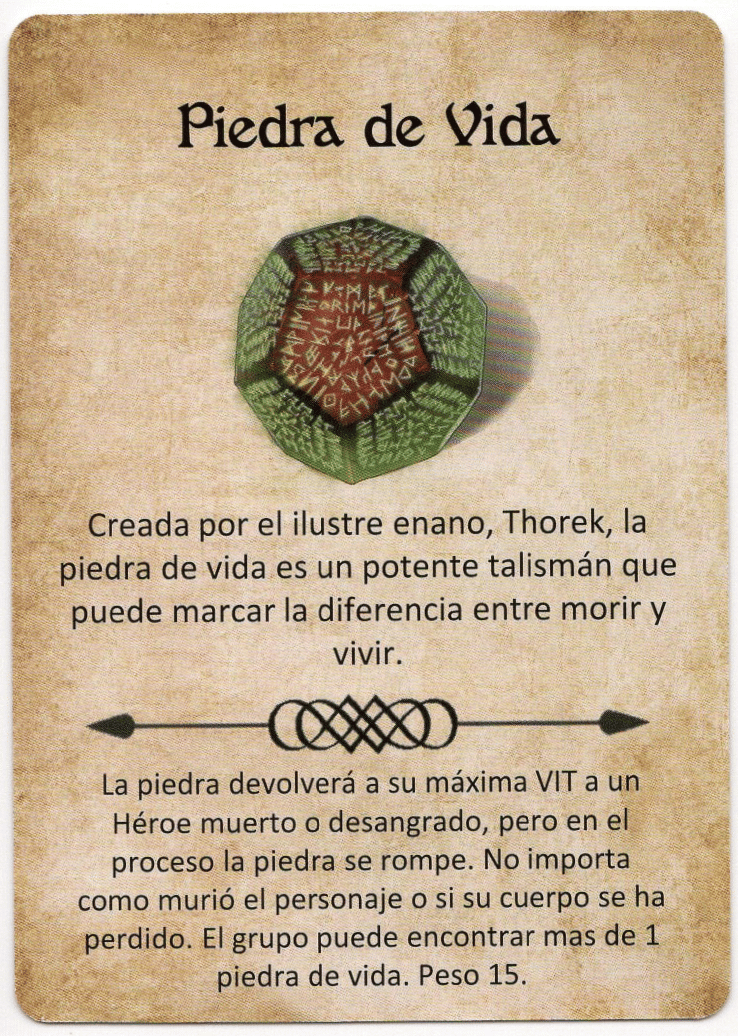 Piedra de Vida
Creada por el ilustre enano, Thorek, la
piedra de vida es un potente talismán que
puede marcar la diferencia entre morir y
vivir.
La piedra devolverá a su máxima VIT a un
Héroe muerto o desangrado, pero en el
proceso la piedra se rompe. No importa
como murió el personaje o si su cuerpo se ha
perdido. El grupo puede encontrar mas de 1
piedra de vida. Peso 15.